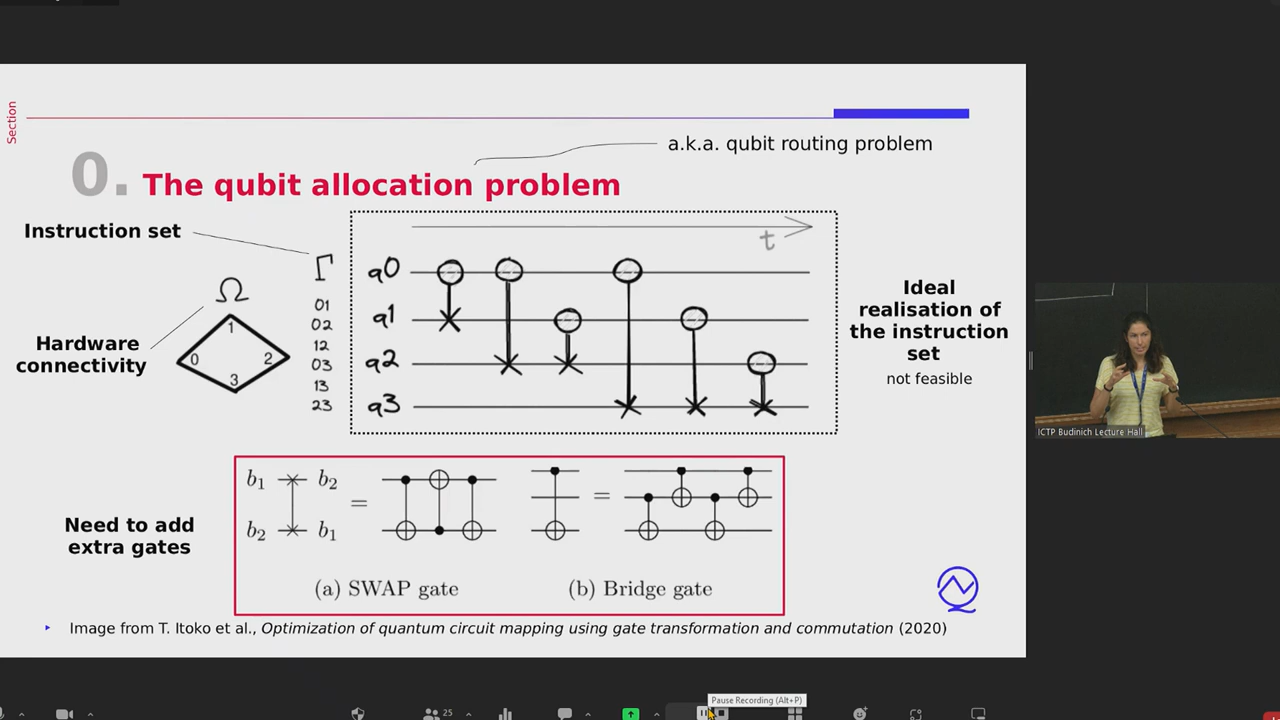 Section
a.k.a. qubit routing problem
0. The qubit allocation problem
Instruction set
Γ
Ω
Hardware
connectivity
0
1
2
3
01
02
12
03
13
23
t
q0
q1
q2
q3
Ideal
realisation of
the instruction
set
not feasible
Need to add
extra gates
b1 b2 =
b2 b1
=
(a) SWAP gate
(b) Bridge gate
Image from T. Itoko et al., Optimization of quantum circuit mapping using gate transformation and commutation (2020)
ICTP Budinich Lecture Hall
25
Pause Recording (Alt+P)